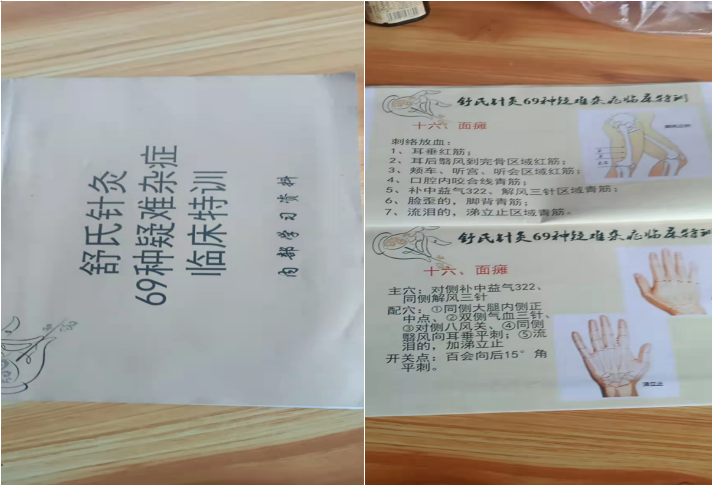 舒氏针灸
69种疑难杂症
临床特训
内部学习资料
舒氏针灸69种疑难杂症临床特训
十六、面瘫
刺络放血：
1、耳垂红筋；
2、耳后翳风到完骨区域红筋；
3、颊车、听宫、听会区域红筋；
4、口腔内咬合线青筋；
5、补中益气322、解风三针区域青筋；
6、脸歪的，脚背青筋；
7、流泪的，涕立止区域青筋。
舒氏针灸69种疑难杂症临床特训
十六、面瘫
主穴：对侧补中益气322、
同侧解风三针
配穴：①同侧大腿内侧正
中点、②双侧气血三针、
③对侧八风关、④同侧
翳风向耳垂平刺；⑤流
泪的，加涕立止
开关点：百会向后15°角
平刺。
涕立止